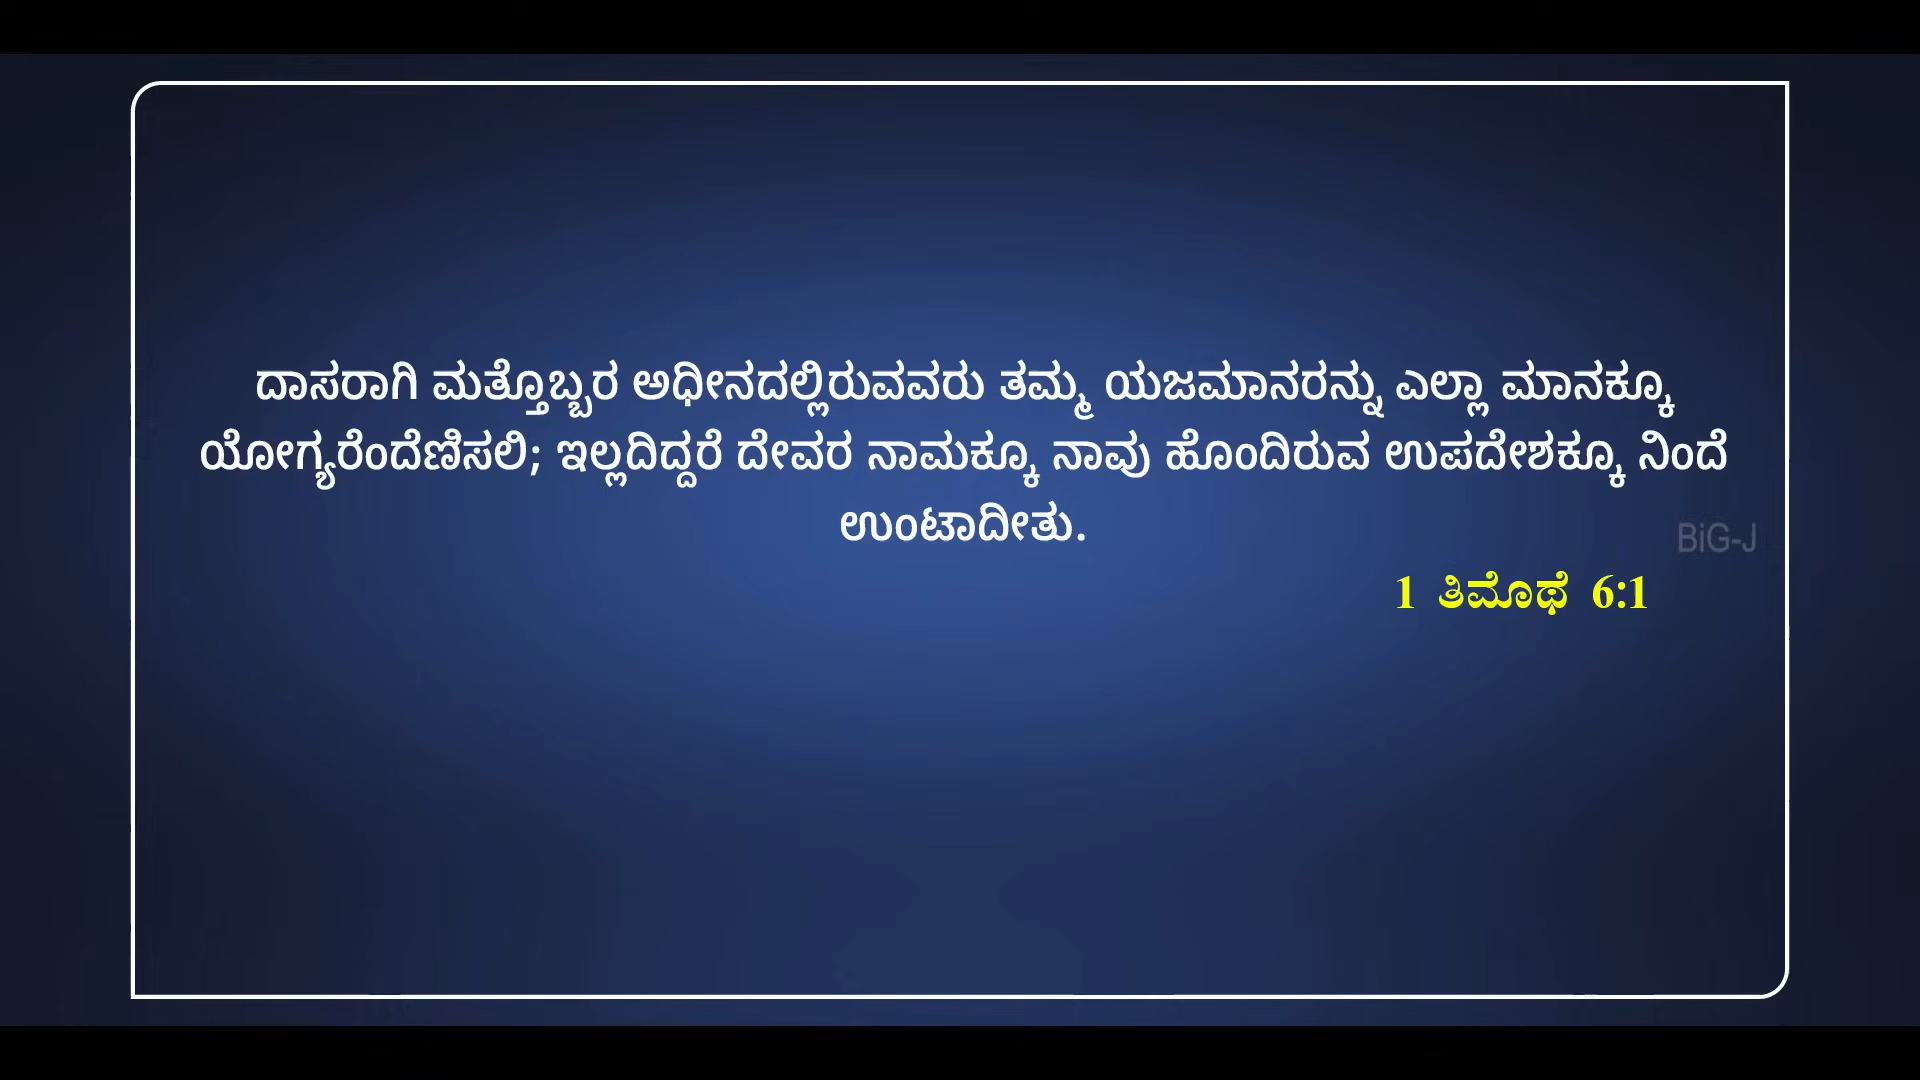 ದಾಸರಾಗಿ ಮತ್ತೊಬ್ಬರ ಅಧೀನದಲ್ಲಿರುವವರು ತಮ್ಮ ಯಜಮಾನರನ್ನು ಎಲ್ಲಾ ಮಾನಕ್ಕೂ
ಯೋಗ್ಯರೆಂದೆಣಿಸಲಿ; ಇಲ್ಲದಿದ್ದರೆ ದೇವರ ನಾಮಕ್ಕೂ ನಾವು ಹೊಂದಿರುವ ಉಪದೇಶಕ್ಕೂ ನಿಂದೆ
ಉಂಟಾದೀತು.
BiG-J
1 ತಿಮೊಥೆ 6:1